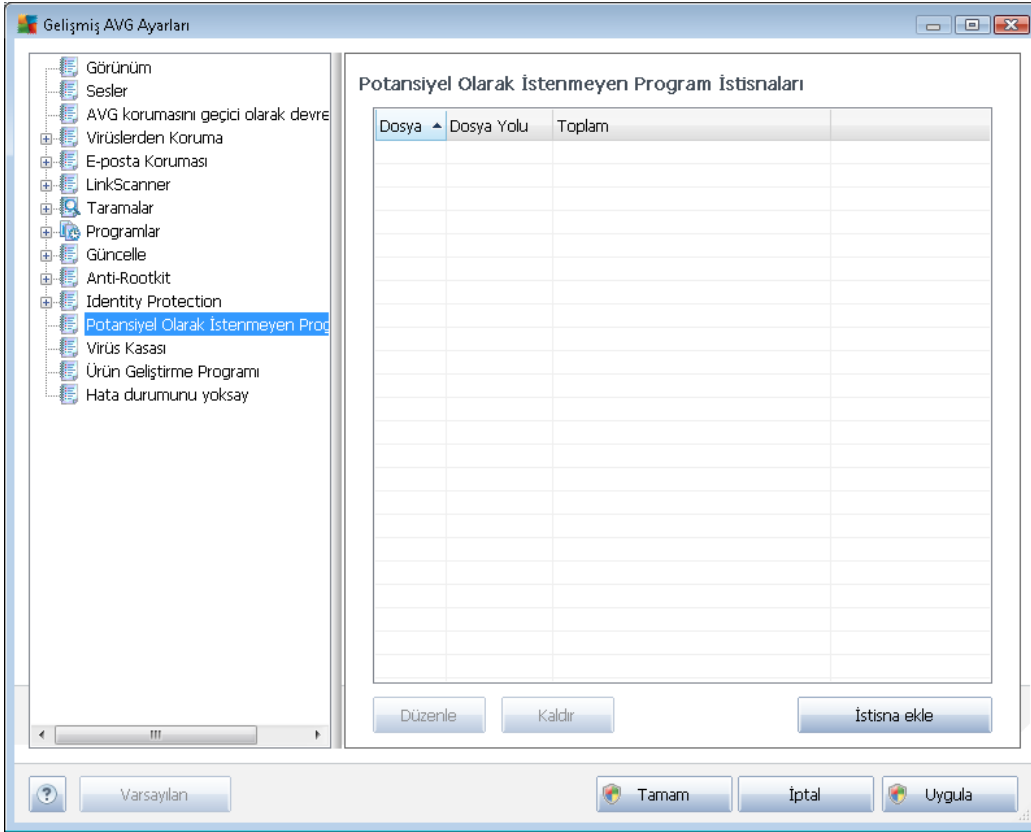 Gelişmiş AVG Ayarları
Görünüm
Sesler
AVG korumasını geçici olarak devre
Virüslerden Koruma
E-posta Koruması
LinkScanner
Taramalar
Programlar
Güncelle
Anti-Rootkit
Identity Protection
Potansiyel Olarak İstenmeyen Prog
Virüs Kasası
Ürün Geliştirme Programı
Hata durumunu yoksay
Potansiyel Olarak İstenmeyen Program İstisnaları
Dosya Dosya Yolu Toplam
Düzenle Kaldır İstisna ekle
? Varsayılan Tamam İptal Uygula